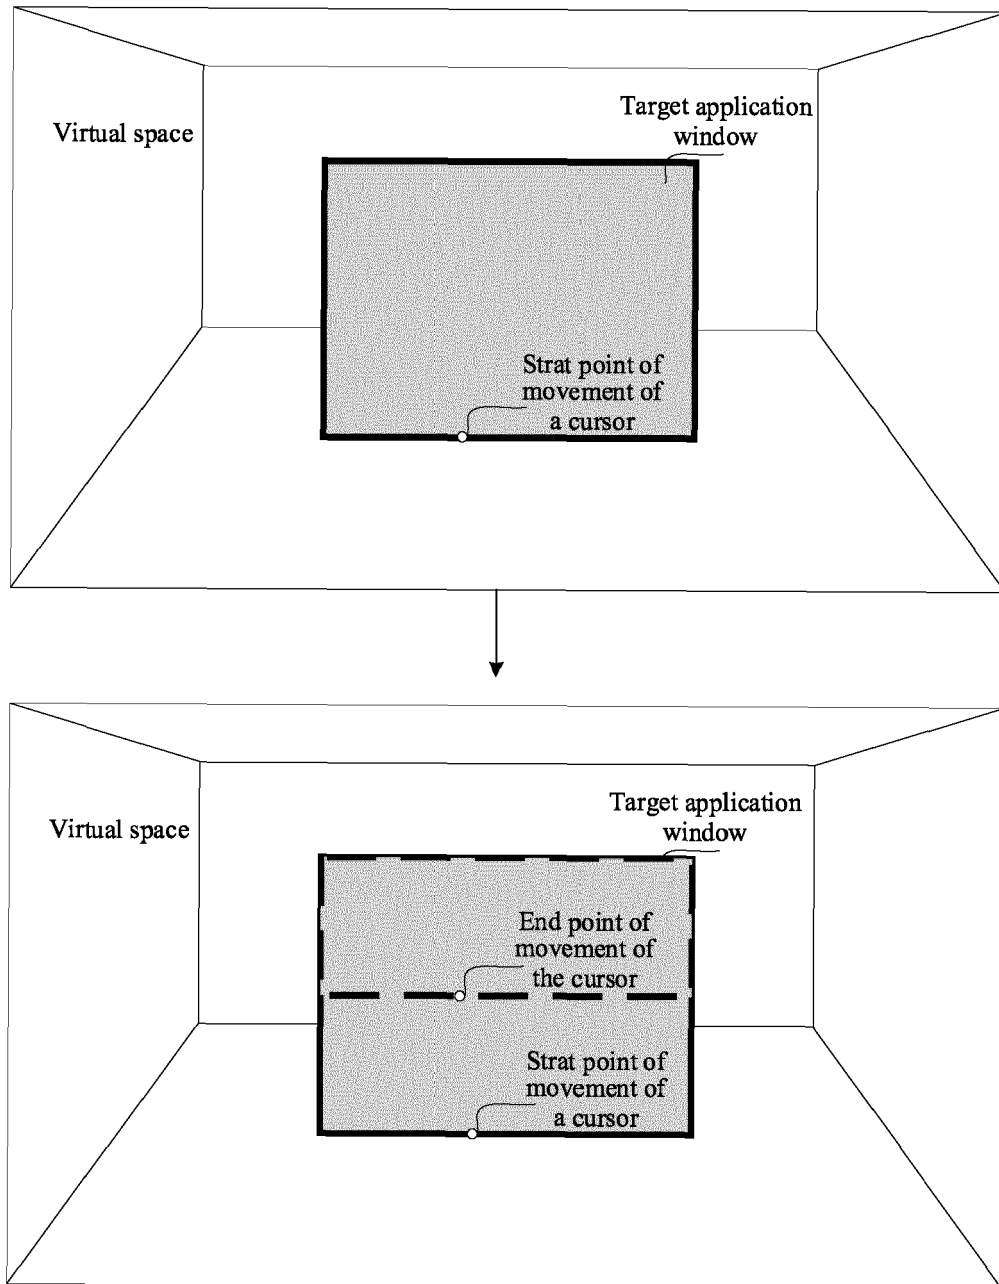 Virtual space
Target application
window
Strat point of
movement of
a cursor
Virtual space
Target application
window
End point of
movement of
the cursor
Strat point of
movement of
a cursor